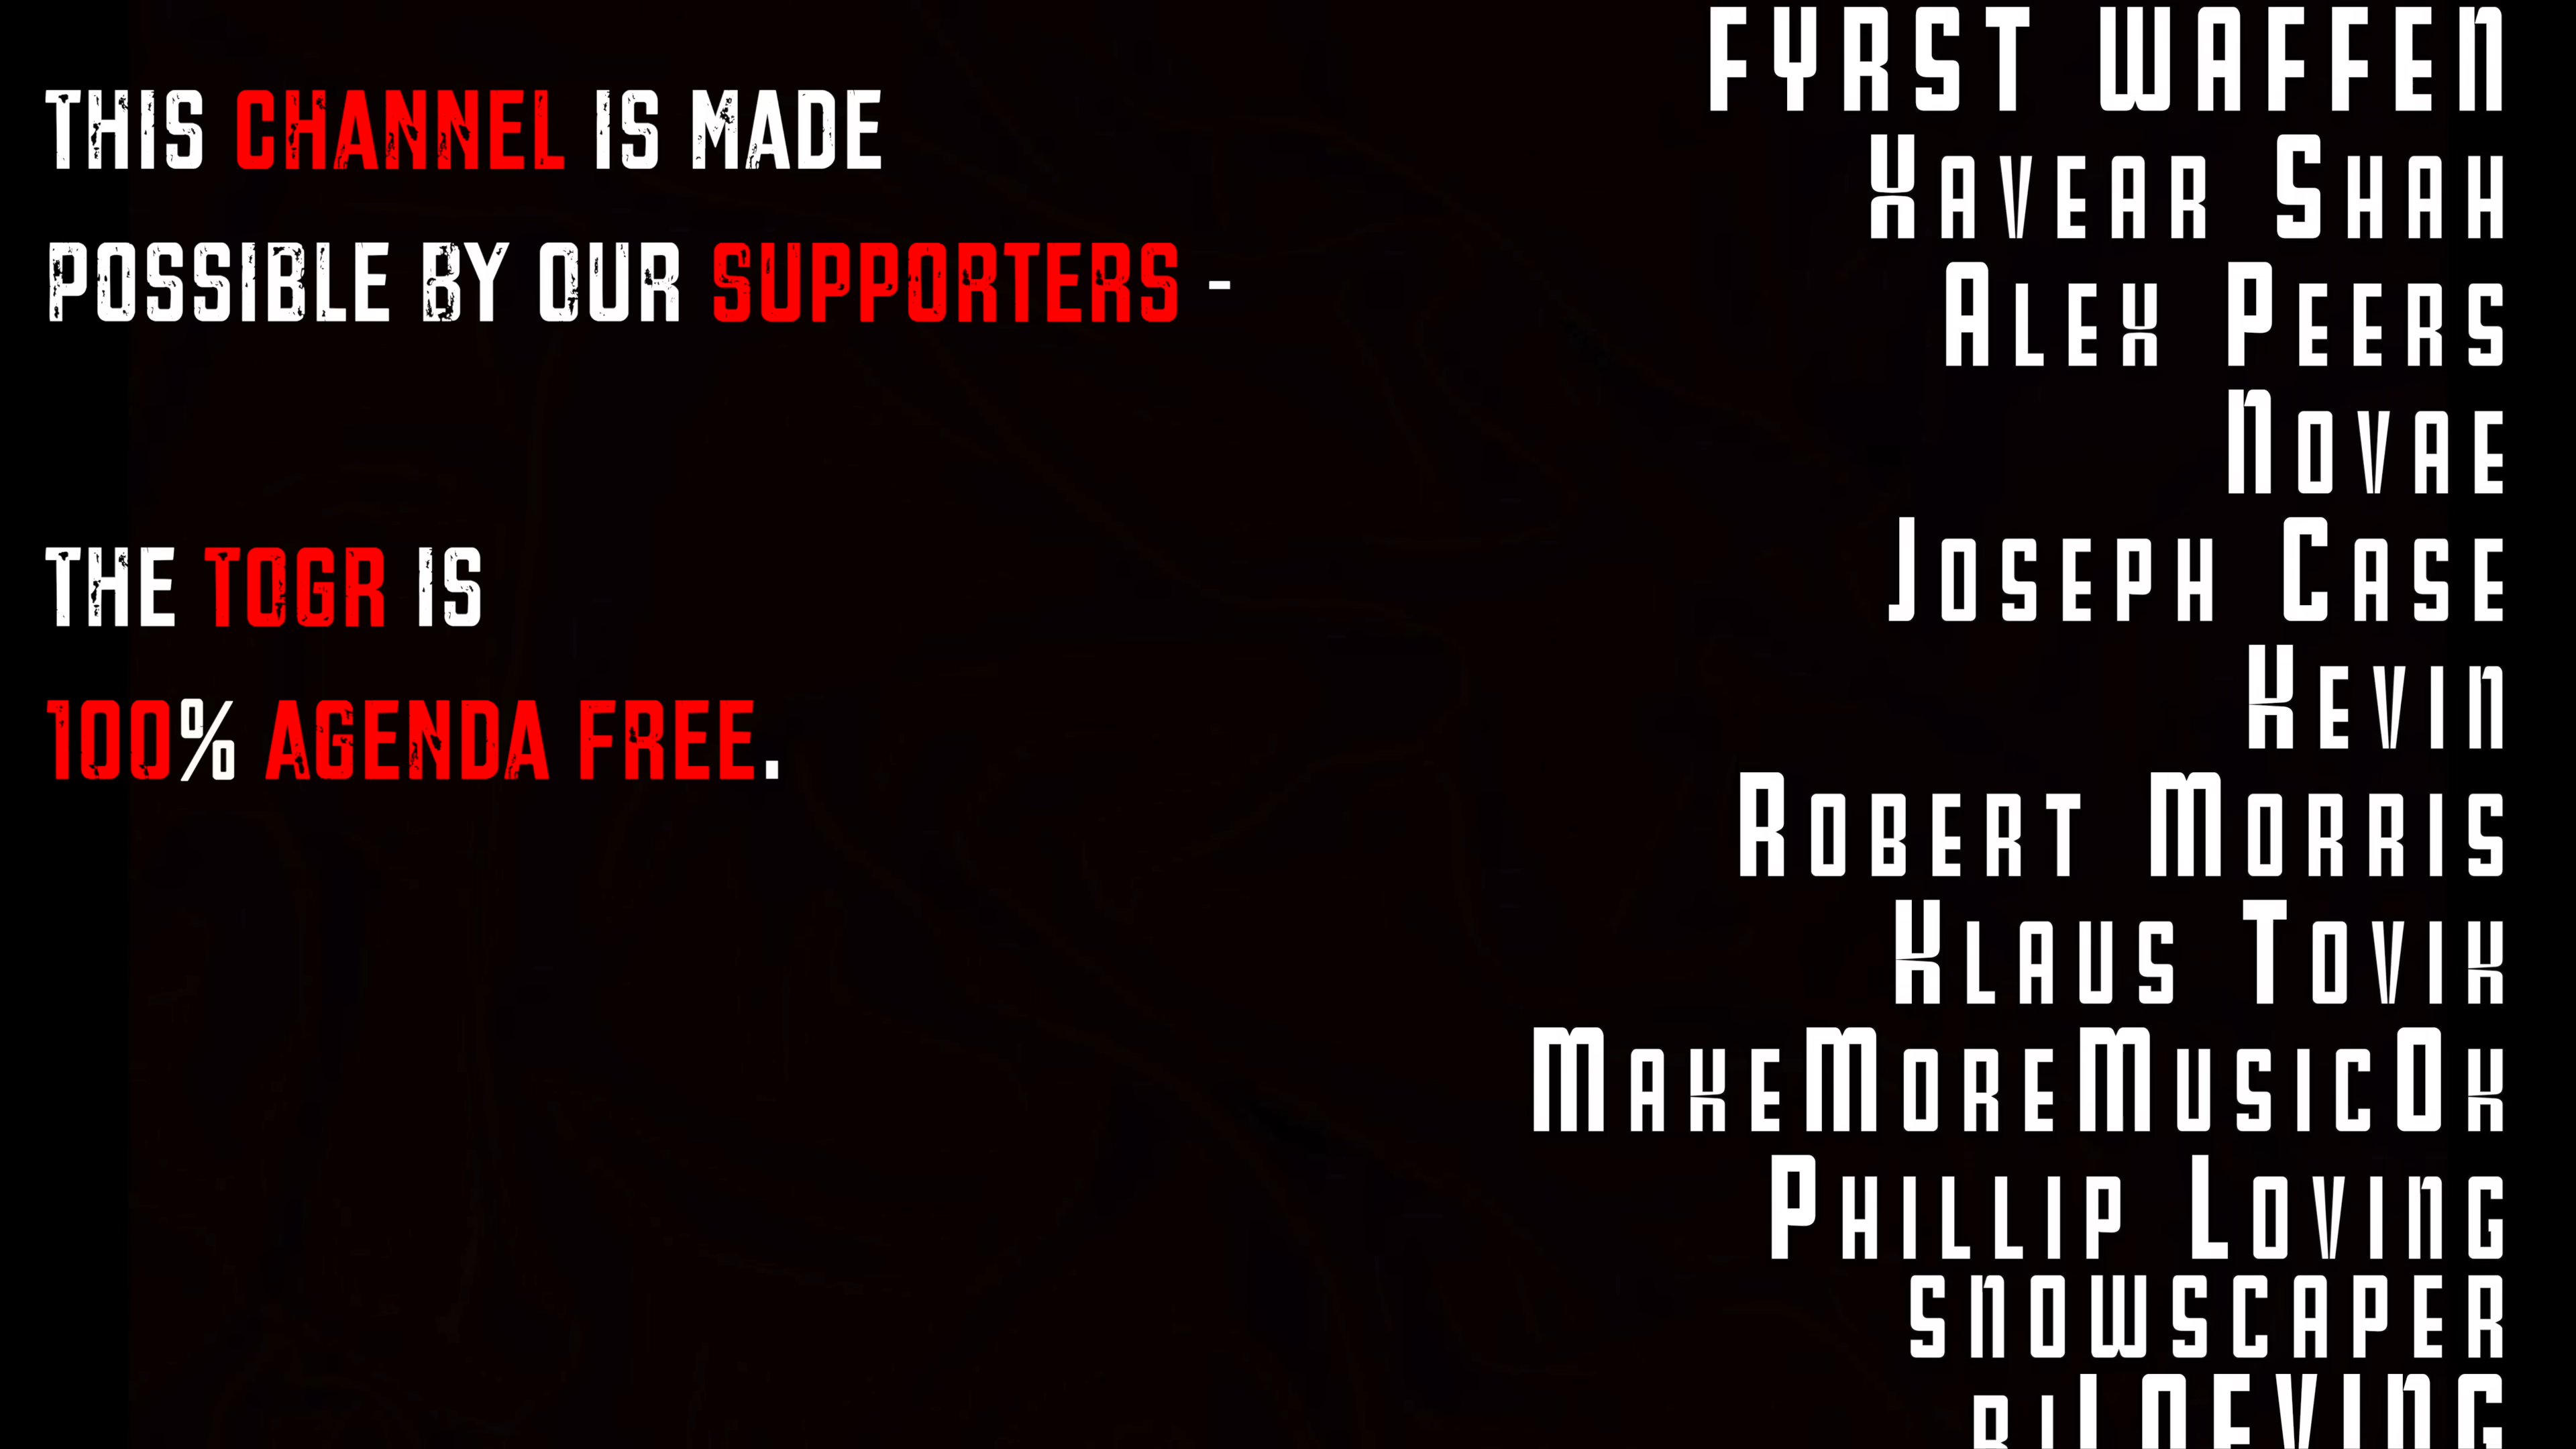 THIS CHANNEL IS MADE
POSSIBLE BY OUR SUPPORTERS -
THE TOGR IS
100% AGENDA FREE.
FYRST WAFFEN
Xavear Shah
Alex Peers
Novae
Joseph Case
Kevin
Robert Morris
Klaus Tovik
MakeMoreMusicOk
Phillip Loving
SNOWSCAPER